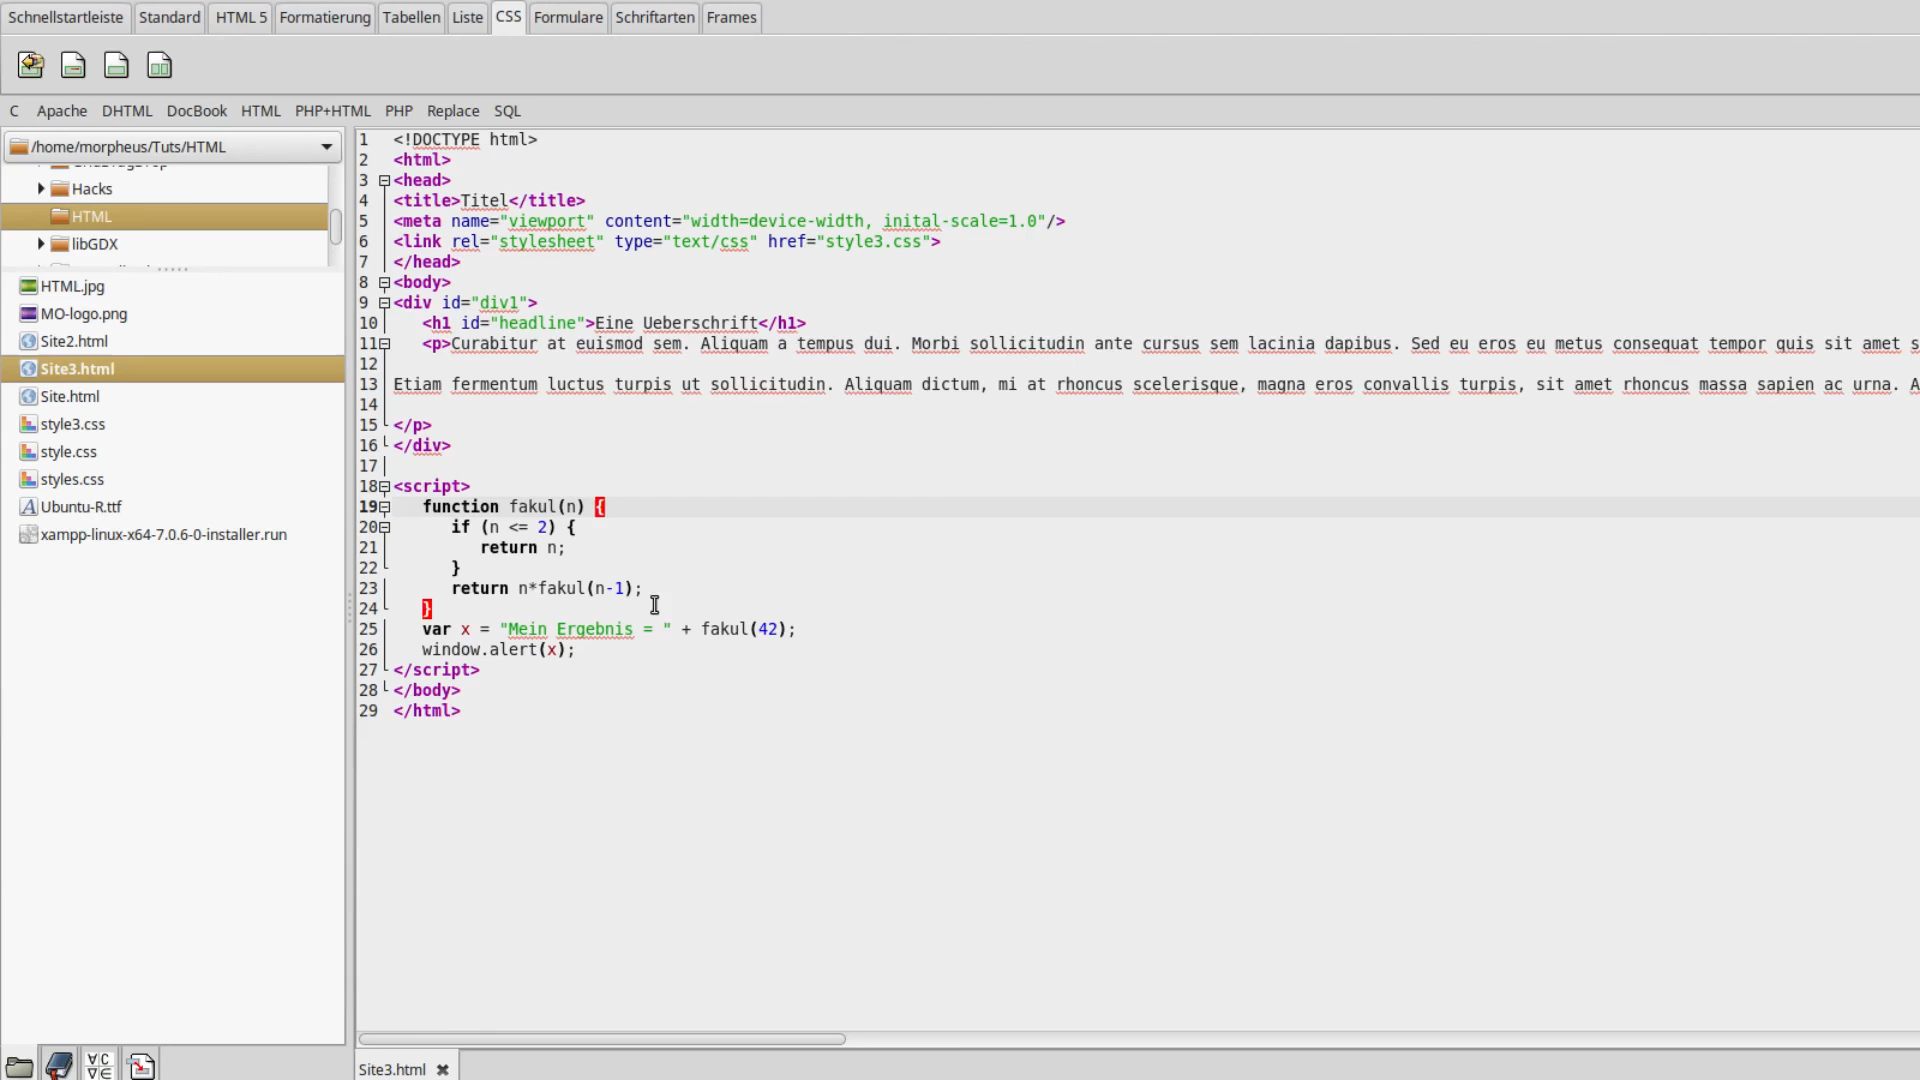 Schnellstartleiste Standard HTML 5 Formatierung Tabellen Liste CSS Formulare Schriftarten Frames
C Apache DHTML DocBook HTML PHP+HTML PHP Replace SQL
/home/morpheus/Tuts/HTML
Hacks
HTML
libGDX
HTML.jpg
MO-logo.png
Site2.html
Site3.html
Site.html
style3.css
style.css
styles.css
Ubuntu-R.ttf
xampp-linux-x64-7.0.6-0-installer.run
1 <!DOCTYPE html>
2 <html>
3 <head>
4 <title>Titel</title>
5 <meta name="viewport" content="width=device-width, inital-scale=1.0"/>
6 <link rel="stylesheet" type="text/css" href="style3.css">
7 </head>
8 <body>
9 <div id="div1">
10 <h1 id="headline">Eine Ueberschrift</h1>
11 <p>Curabitur at euismod sem. Aliquam a tempus dui. Morbi sollicitudin ante cursus sem lacinia dapibus. Sed eu eros eu metus consequat tempor quis sit amet s
12
13 Etiam fermentum luctus turpis ut sollicitudin. Aliquam dictum, mi at rhoncus scelerisque, magna eros convallis turpis, sit amet rhoncus massa sapien ac urna. A
14
15 </p>
16 </div>
17
18 <script>
19 function fakul(n) {
20 if (n <= 2) {
21 return n;
22 }
23 return n*fakul(n-1);
24 }
25 var x = "Mein Ergebnis = " + fakul(42);
26 window.alert(x);
27 </script>
28 </body>
29 </html>
Site3.html